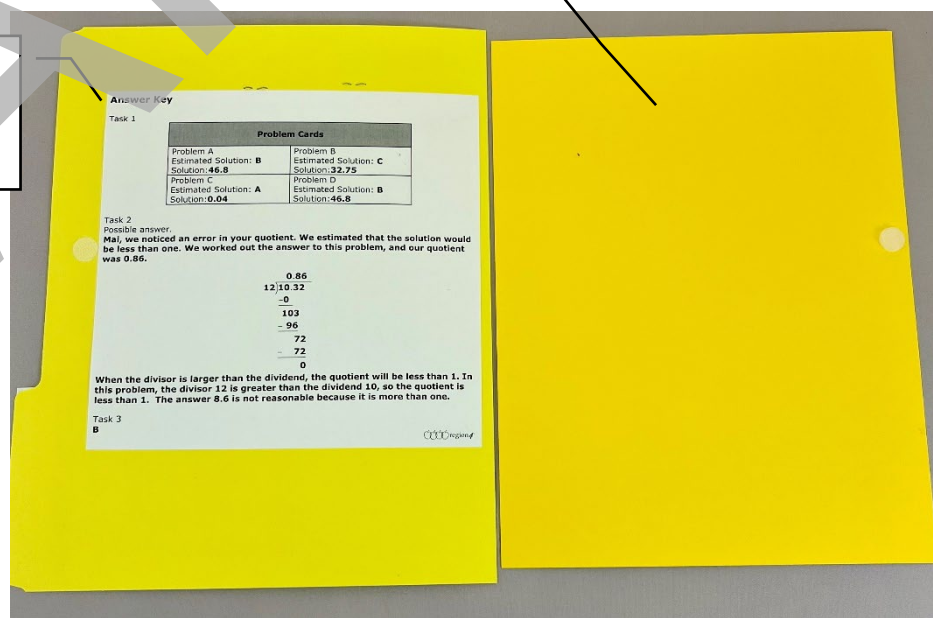 Answer Key
Task 1
Problem Cards
Problem A
Estimated Solution: B
Solution:46.8
Problem B
Estimated Solution: C
Solution:32.75
Problem C
Estimated Solution: A
Solution:0.04
Problem D
Estimated Solution: B
Solution:46.8
Task 2
Possible answer.
Mai, we noticed an error in your quotient. We estimated that the solution would
be less than one. We worked out the answer to this problem, and our quotient
was 0.86.
0.86
12)10.32
-0
103
- 96
72
- 72
0
When the divisor is larger than the dividend, the quotient will be less than 1. In
this problem, the divisor 12 is greater than the dividend 10, so the quotient is
less than 1. The answer 8.6 is not reasonable because it is more than one.
Task 3
B
region4